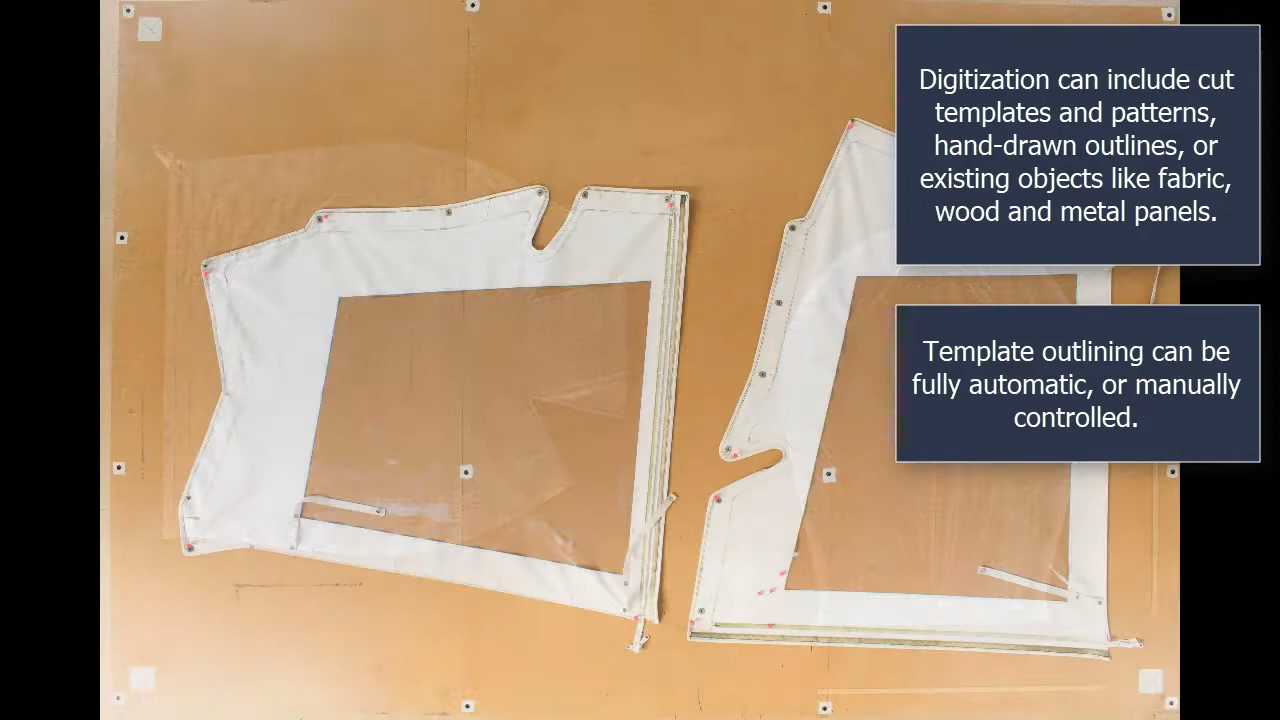 Digitization can include cut
templates and patterns,
hand-drawn outlines, or
existing objects like fabric,
wood and metal panels.
Template outlining can be
fully automatic, or manually
controlled.